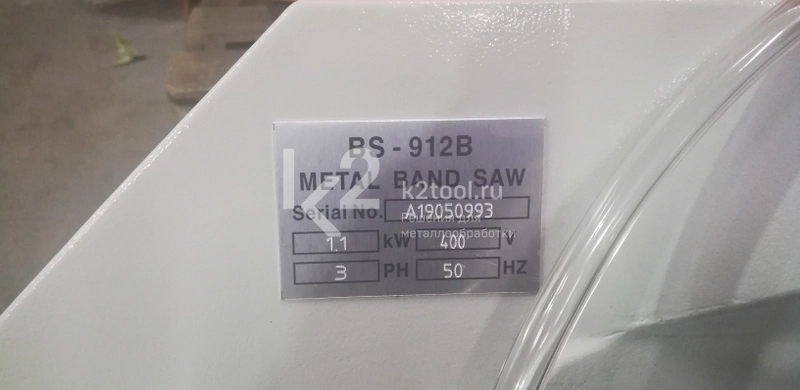 BS - 912B
METAL BAND SAW
Serial No. A19050993
1.1 kW 400 V
3 PH 50 HZ
k2
k2tool.ru
Решения для
металлообработки